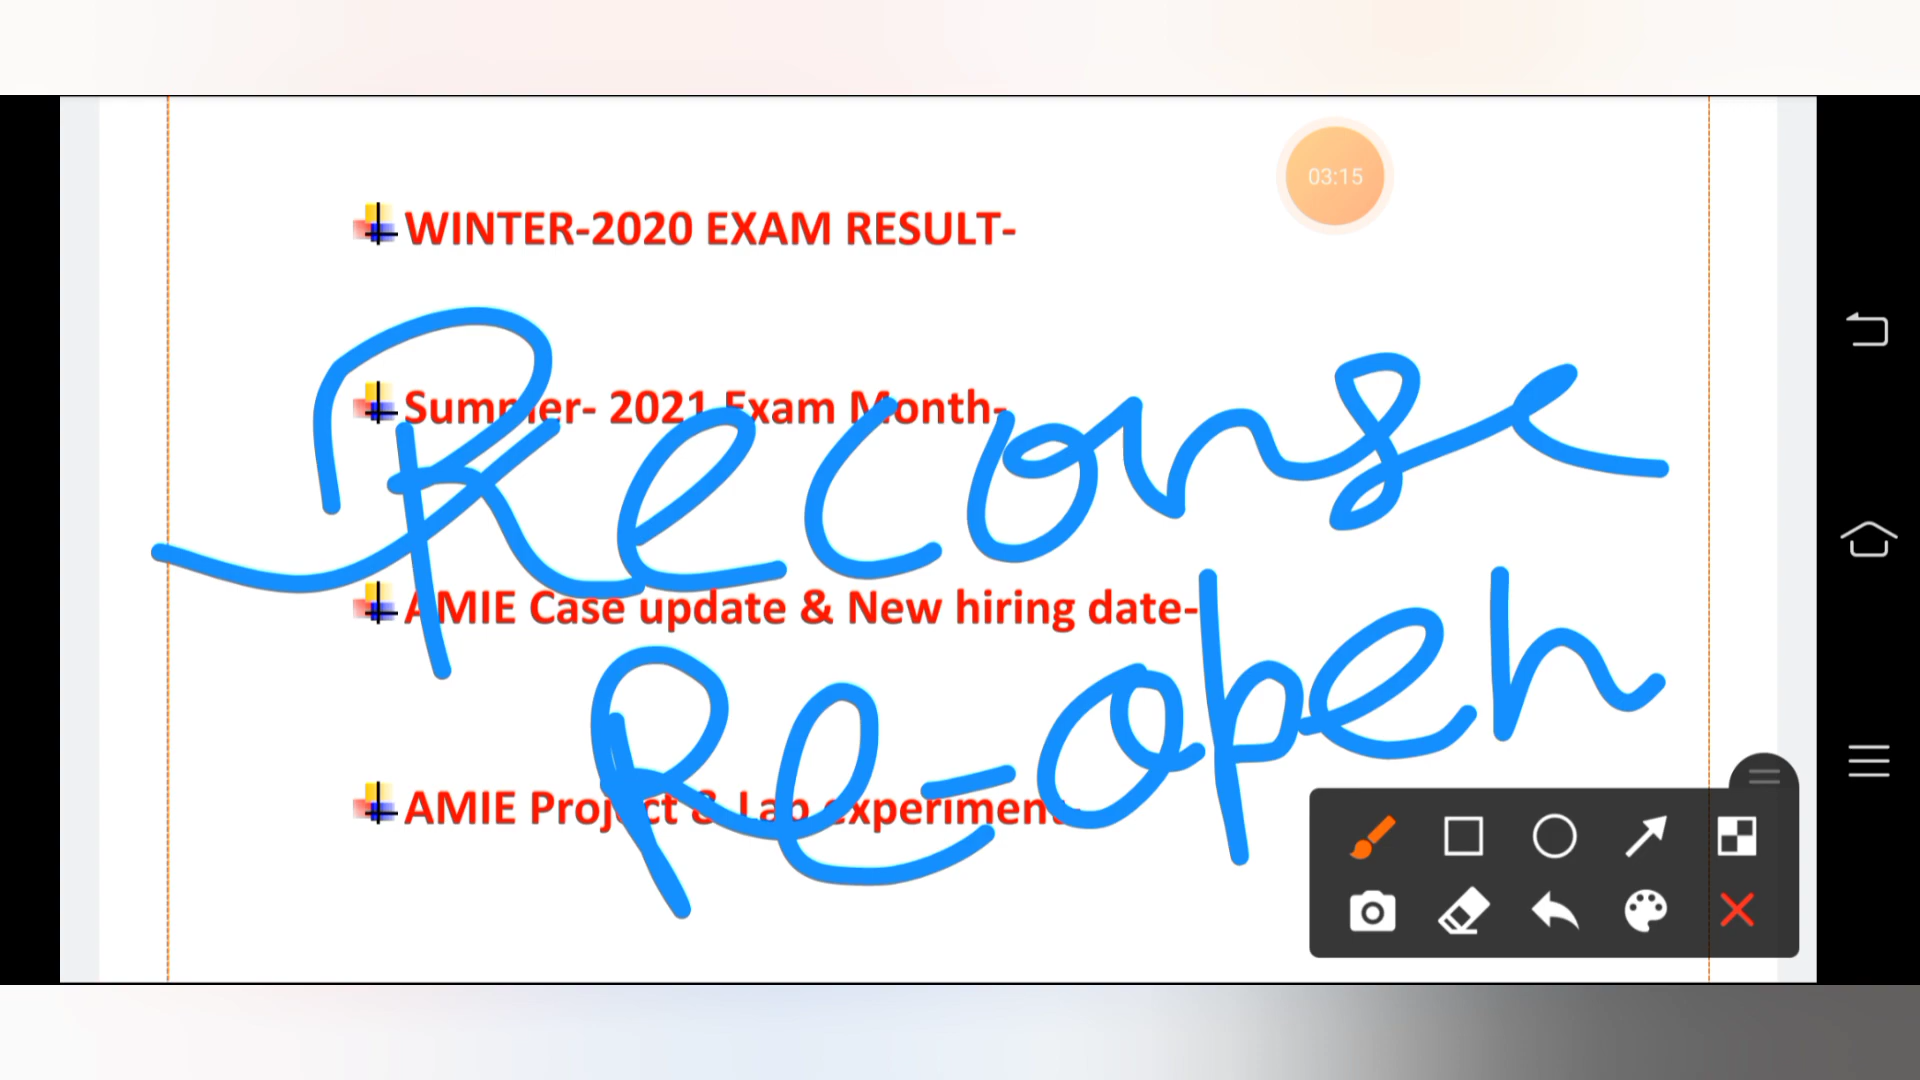 03:15
WINTER-2020 EXAM RESULT-
Summer- 2021 Exam Month-
Reconse
AMIE Case update & New hiring date-
Re-open
AMIE Project & Lab experiment-